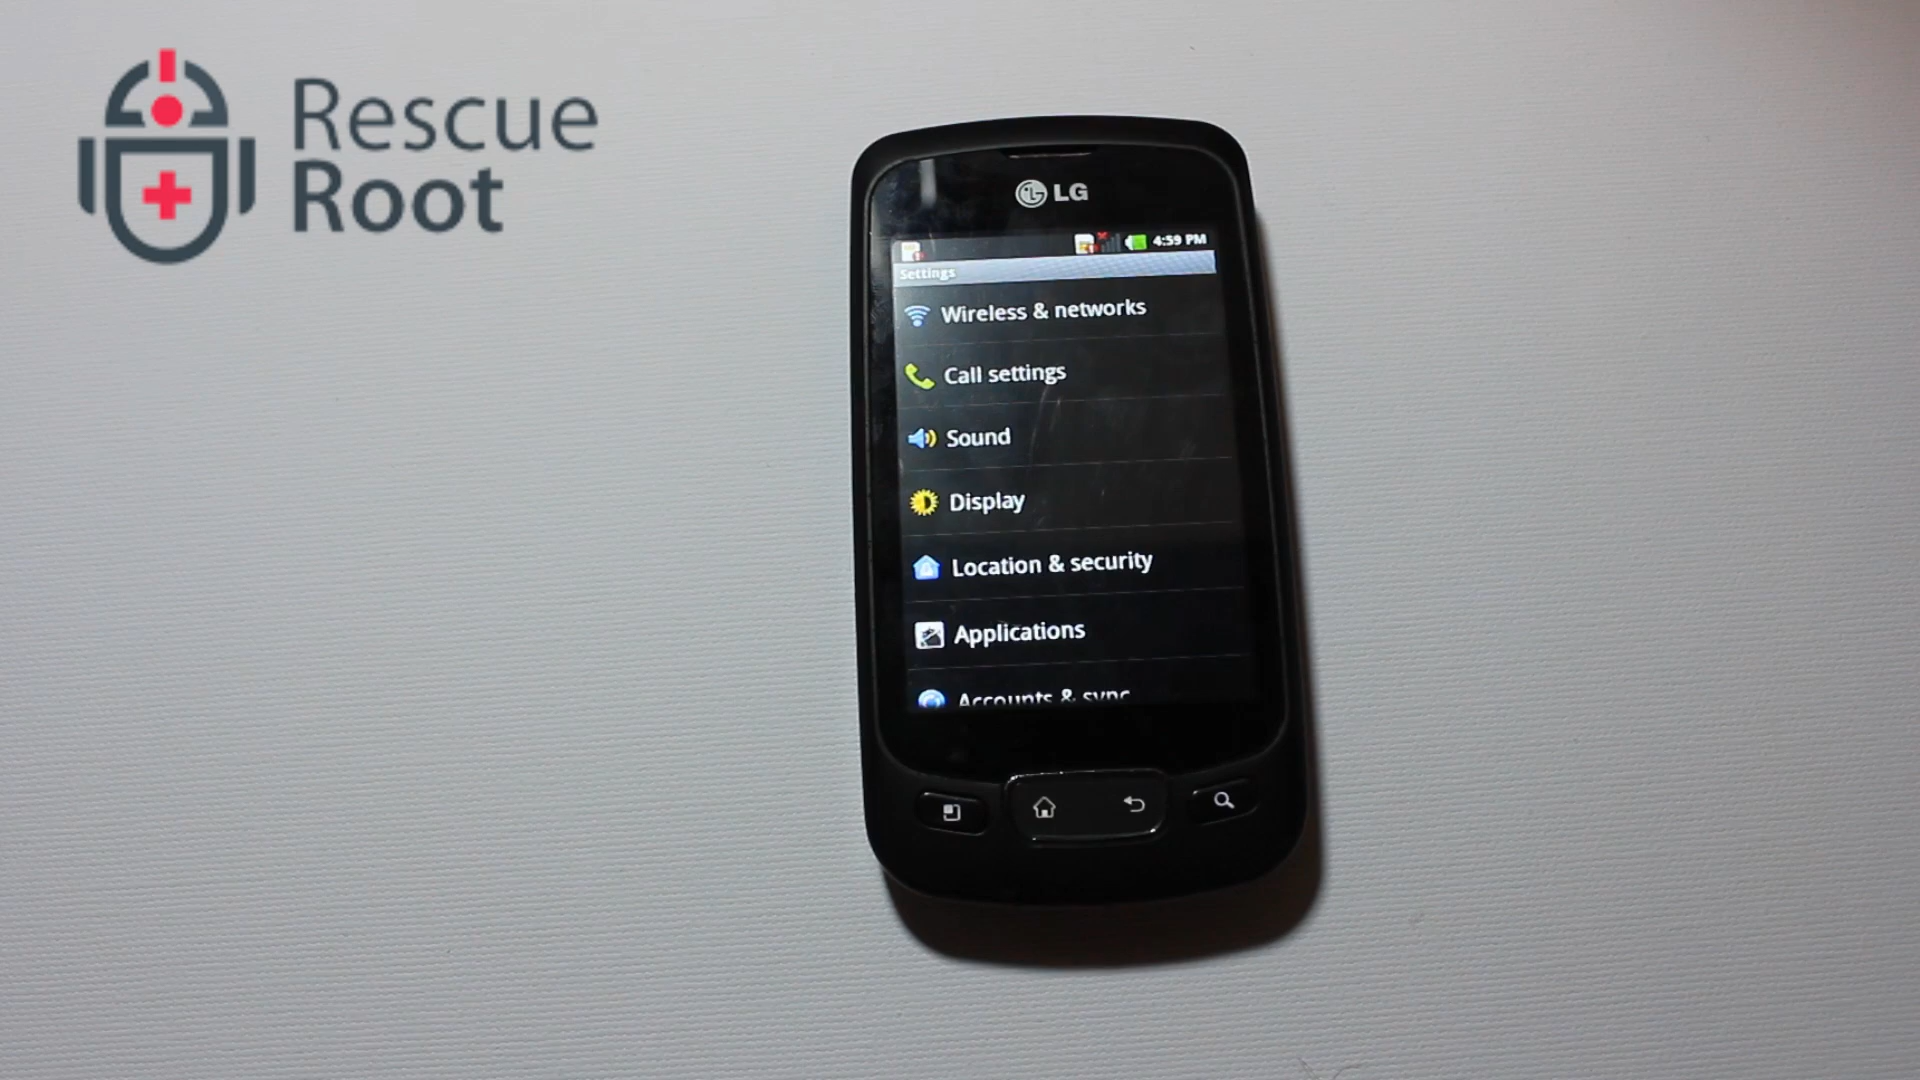 Rescue
Root
LG
4:59 PM
Settings
Wireless & networks
Call settings
Sound
Display
Location & security
Applications
Accounts & sync